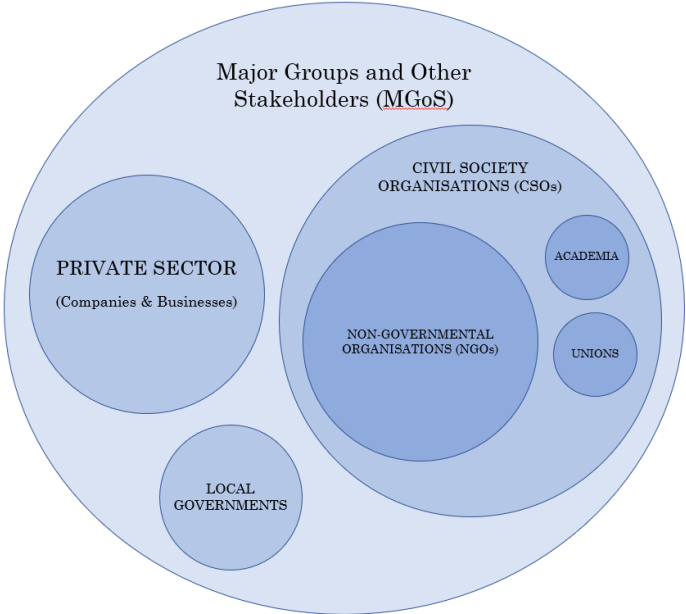 Major Groups and Other
Stakeholders (MGoS)
CIVIL SOCIETY
ORGANISATIONS (CSOs)
PRIVATE SECTOR
(Companies & Businesses)
ACADEMIA
NON-GOVERNMENTAL
ORGANISATIONS (NGOs)
UNIONS
LOCAL
GOVERNMENTS